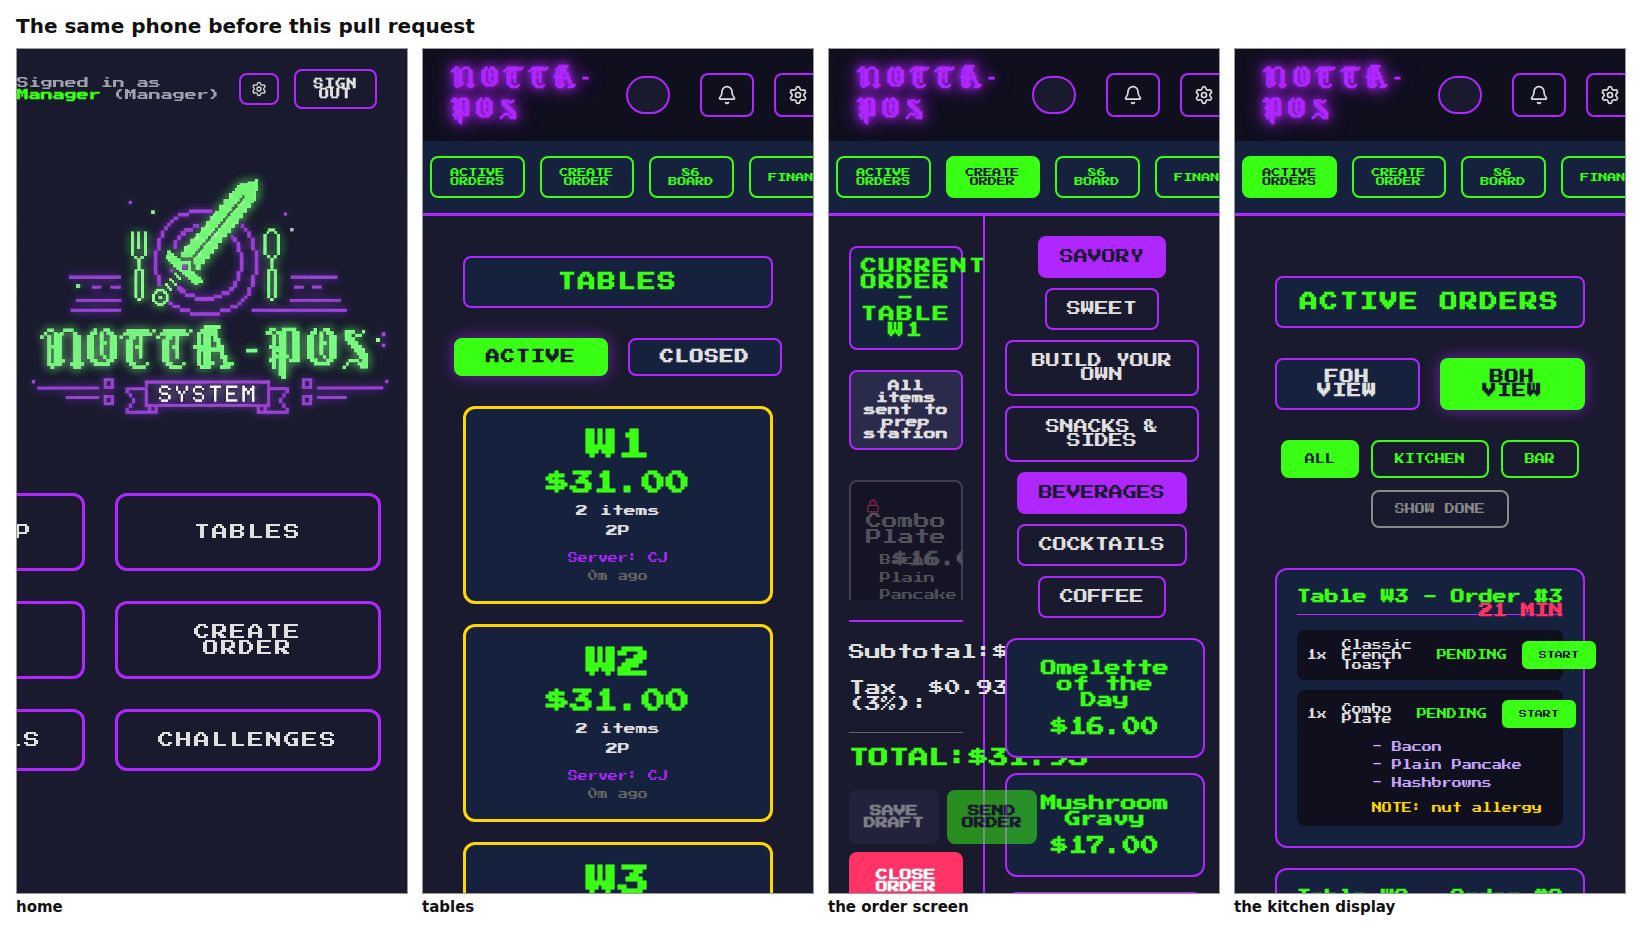 The same phone before this pull request
Signed in as
Manager (Manager)
SIGN
OUT
NOTTA-POS
SYSTEM
P
TABLES
CREATE
ORDER
LS
CHALLENGES
home
NOTTA-
POS
ACTIVE
ORDERS
CREATE
ORDER
86
BOARD
FINAN
TABLES
ACTIVE
CLOSED
W1
$31.00
2 items
2P
Server: CJ
0m ago
W2
$31.00
2 items
2P
Server: CJ
0m ago
W3
tables
NOTTA-
POS
ACTIVE
ORDERS
CREATE
ORDER
86
BOARD
FINAN
CURRENT
ORDER
–
TABLE
W1
All
items
sent to
prep
station
Combo
Plate
$16.
Plain
Pancake
Subtotal:$
Tax
(3%):
$0.93
TOTAL:$31.93
SAVE
DRAFT
SEND
ORDER
CLOSE
ORDER
SAVORY
SWEET
BUILD YOUR
OWN
SNACKS &
SIDES
BEVERAGES
COCKTAILS
COFFEE
Omelette
of the
Day
$16.00
Mushroom
Gravy
$17.00
the order screen
NOTTA-
POS
ACTIVE
ORDERS
CREATE
ORDER
86
BOARD
FINAN
ACTIVE ORDERS
FOH
VIEW
BOH
VIEW
ALL
KITCHEN
BAR
SHOW DONE
Table W3 – Order #3
21 MIN
1x
Classic
French
Toast
PENDING
START
1x
Combo
Plate
PENDING
START
– Bacon
– Plain Pancake
– Hashbrowns
NOTE: nut allergy
the kitchen display